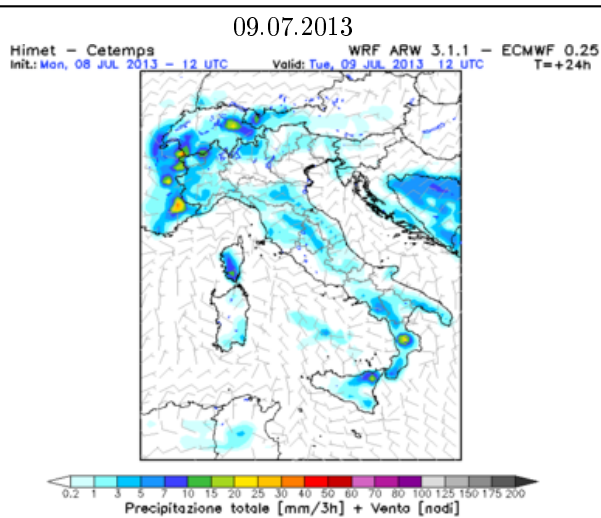 09.07.2013
Himet - Cetemps WRF ARW 3.1.1 - ECMWF 0.25
Init.: Mon, 08 JUL 2013 - 12 UTC Valid: Tue, 09 JUL 2013 12 UTC T=+24h
0.2 1 3 5 7 10 15 20 25 30 40 50 60 70 80 100 125 150 175 200
Precipitazione totale [mm/3h] + Vento [nodi]